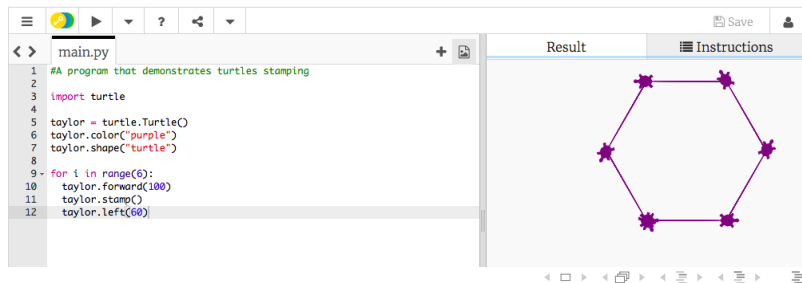 ?
Save
main.py
Result
Instructions
1 #A program that demonstrates turtles stamping
2
3 import turtle
4
5 taylor = turtle.Turtle()
6 taylor.color("purple")
7 taylor.shape("turtle")
8
9 for i in range(6):
10 taylor.forward(100)
11 taylor.stamp()
12 taylor.left(60)